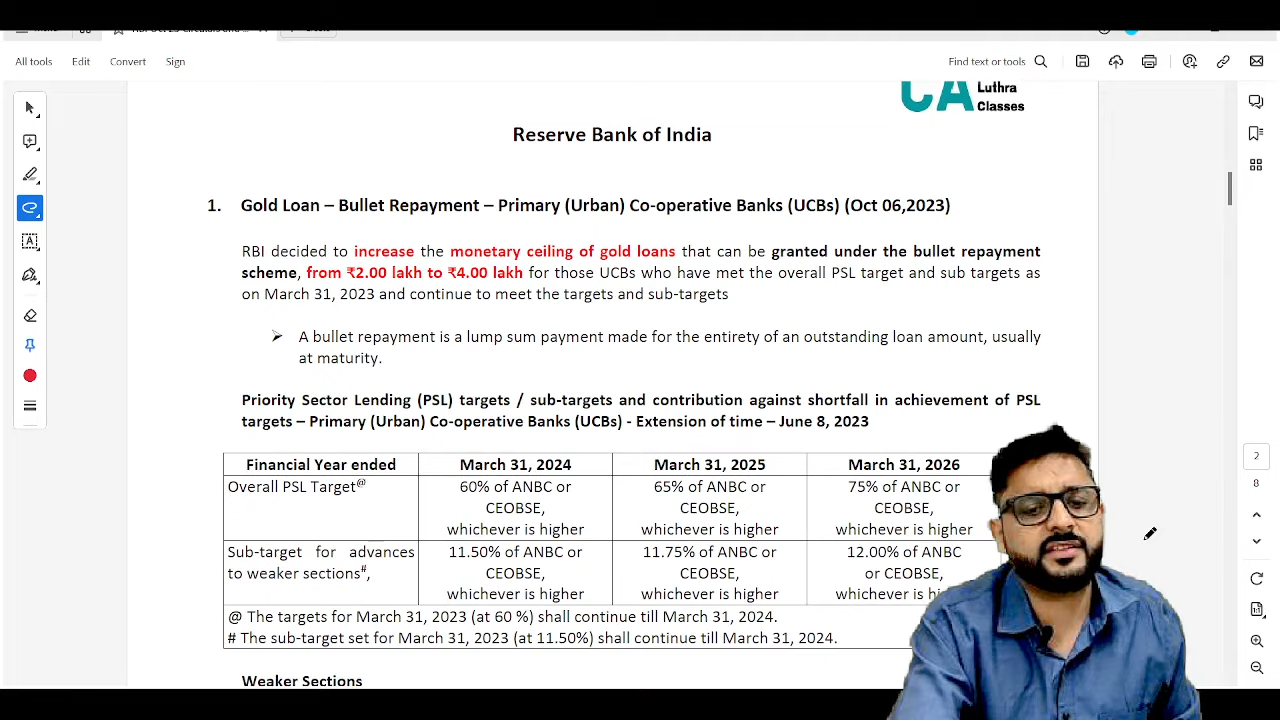 All tools Edit Convert Sign Find text or tools
CA Luthra
Classes
Reserve Bank of India
1. Gold Loan – Bullet Repayment – Primary (Urban) Co-operative Banks (UCBs) (Oct 06,2023)
RBI decided to increase the monetary ceiling of gold loans that can be granted under the bullet repayment
scheme, from ₹2.00 lakh to ₹4.00 lakh for those UCBs who have met the overall PSL target and sub targets as
on March 31, 2023 and continue to meet the targets and sub-targets
➢ A bullet repayment is a lump sum payment made for the entirety of an outstanding loan amount, usually
at maturity.
Priority Sector Lending (PSL) targets / sub-targets and contribution against shortfall in achievement of PSL
targets – Primary (Urban) Co-operative Banks (UCBs) - Extension of time – June 8, 2023
Financial Year ended March 31, 2024 March 31, 2025 March 31, 2026
Overall PSL Target@ 60% of ANBC or 65% of ANBC or 75% of ANBC or
CEOBSE, CEOBSE, CEOBSE,
whichever is higher whichever is higher whichever is higher
Sub-target for advances 11.50% of ANBC or 11.75% of ANBC or 12.00% of ANBC
to weaker sections#, CEOBSE, CEOBSE, or CEOBSE,
whichever is higher whichever is higher whichever is
@ The targets for March 31, 2023 (at 60 %) shall continue till March 31, 2024.
# The sub-target set for March 31, 2023 (at 11.50%) shall continue till March 31, 2024.
Weaker Sections
2
8